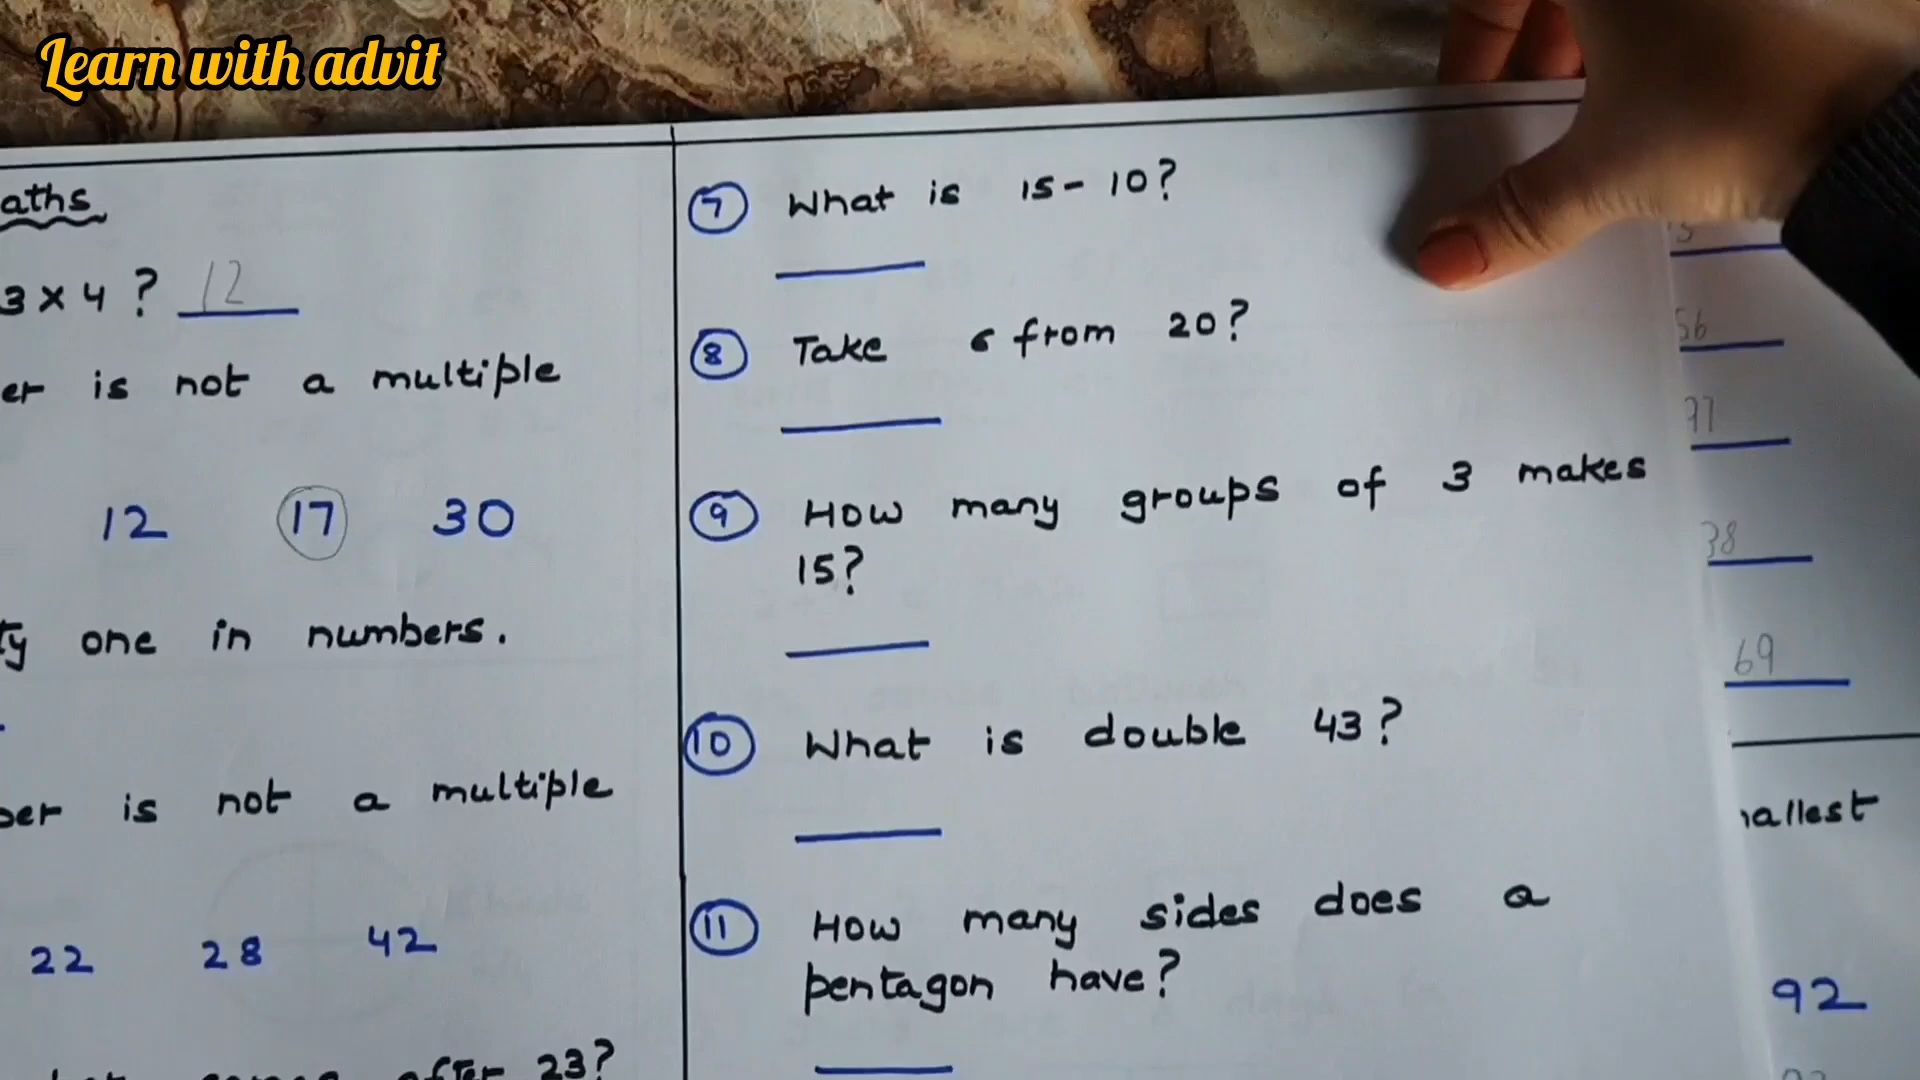 Learn with advit
aths
3 x 4 ? 12
er is not a multiple
12 17 30
ty one in numbers.
ber is not a multiple
22 28 42
after 23?
7 What is 15 - 10?
8 Take 6 from 20?
9 How many groups of 3 makes
15?
10 What is double 43?
11 How many sides does a
pentagon have?
56
77
38
69
allest
92